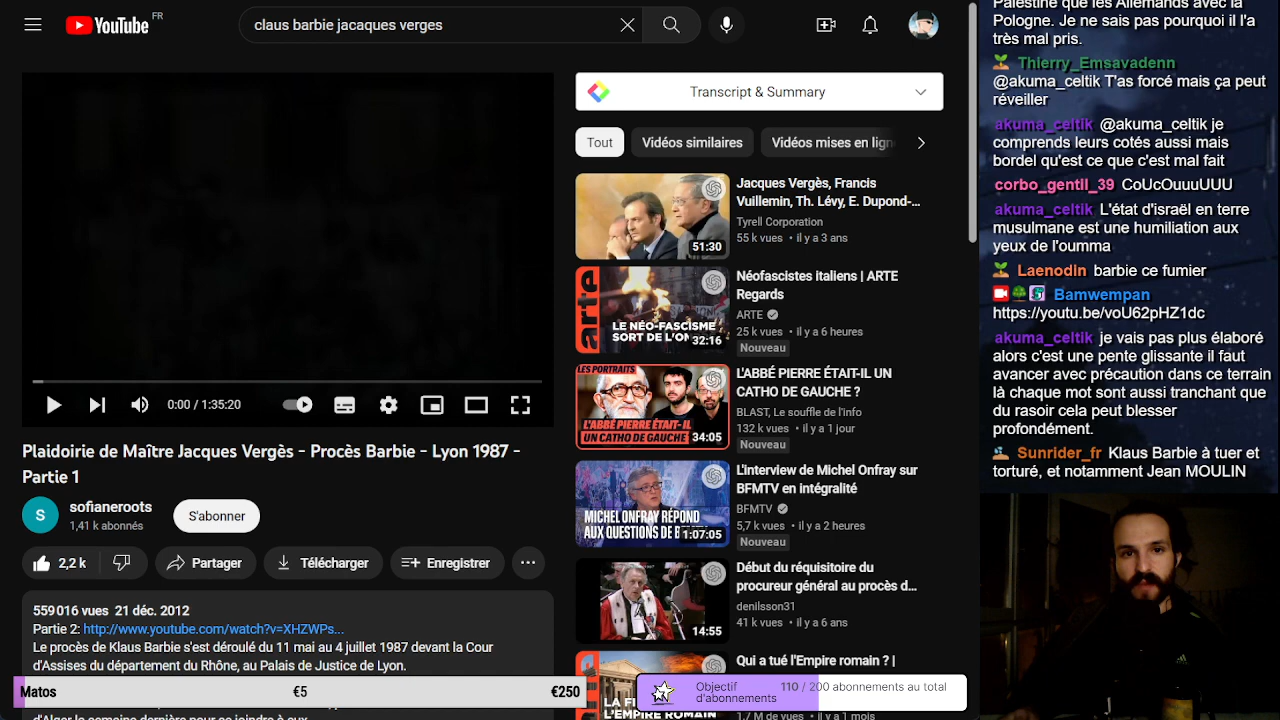 YouTube FR
claus barbie jacaques verges
0:00 / 1:35:20
Plaidoirie de Maître Jacques Vergès - Procès Barbie - Lyon 1987 -
Partie 1
S
sofianeroots
1,41 k abonnés
S'abonner
2,2 k
Partager
Télécharger
Enregistrer
559 016 vues 21 déc. 2012
Partie 2: http://www.youtube.com/watch?v=XHZWPs...
Le procès de Klaus Barbie s'est déroulé du 11 mai au 4 juillet 1987 devant la Cour
d'Assises du département du Rhône, au Palais de Justice de Lyon.
Matos
€5
€250
d'Alger la semaine dernière pour se joindre à eux
Transcript & Summary
Tout
Vidéos similaires
Vidéos mises en lign
51:30
Jacques Vergès, Francis
Vuillemin, Th. Lévy, E. Dupond-...
Tyrell Corporation
55 k vues • il y a 3 ans
arte
LE NÉO-FASCISME
SORT DE L'O
32:16
Néofascistes italiens | ARTE
Regards
ARTE
25 k vues • il y a 6 heures
Nouveau
LES PORTRAITS
L'ABBÉ PIERRE ÉTAIT-IL
UN CATHO DE GAUCHE ?
34:05
L'ABBÉ PIERRE ÉTAIT-IL UN
CATHO DE GAUCHE ?
BLAST, Le souffle de l'info
132 k vues • il y a 1 jour
Nouveau
MICHEL ONFRAY RÉPOND
AUX QUESTIONS DE B
1:07:05
L'interview de Michel Onfray sur
BFMTV en intégralité
BFMTV
5,7 k vues • il y a 2 heures
Nouveau
14:55
Début du réquisitoire du
procureur général au procès d...
denilsson31
41 k vues • il y a 6 ans
LA FI
L'EMPIRE ROMAIN
Qui a tué l'Empire romain ? |
Objectif
d'abonnements
110 / 200 abonnements au total
1,7 M de vues • il y a 1 mois
Palestine que les Allemands avec la
Pologne. Je ne sais pas pourquoi il l'a
très mal pris.
Thierry_Emsavadenn
@akuma_celtik T'as forcé mais ça peut
réveiller
akuma_celtik @akuma_celtik je
comprends leurs cotés aussi mais
bordel qu'est ce que c'est mal fait
corbo_gentil_39 CoUcOuuuUUU
akuma_celtik L'état d'israël en terre
musulmane est une humiliation aux
yeux de l'oumma
Laenodin barbie ce fumier
Bamwempan
https://youtu.be/voU62pHZ1dc
akuma_celtik je vais pas plus élaboré
alors c'est une pente glissante il faut
avancer avec précaution dans ce terrain
là chaque mot sont aussi tranchant que
du rasoir cela peut blesser
profondément.
Sunrider_fr Klaus Barbie à tuer et
torturé, et notamment Jean MOULIN